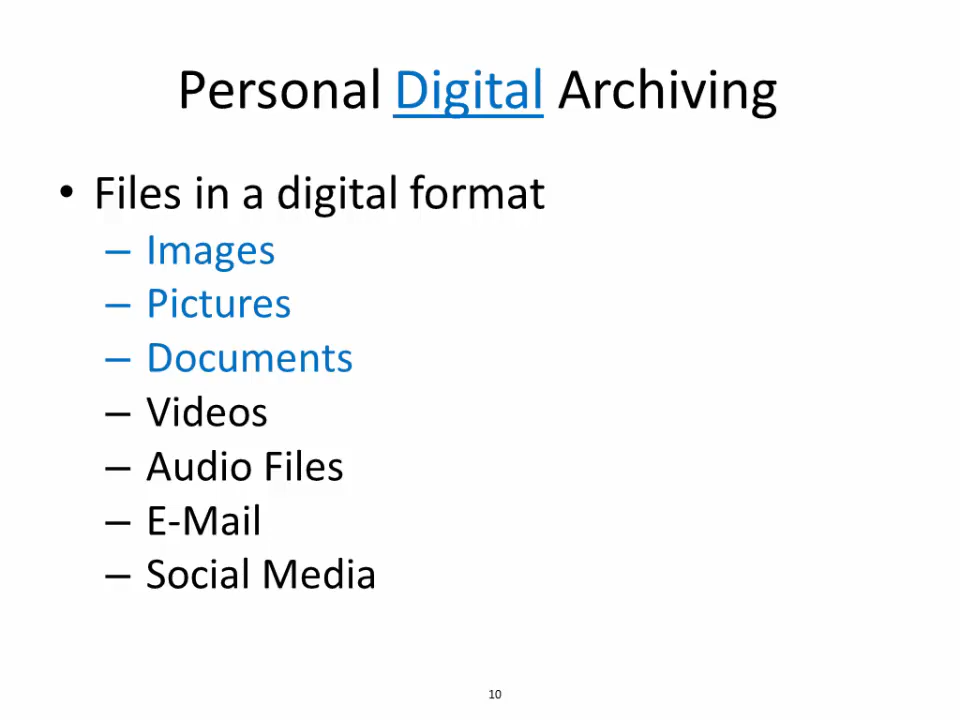 Personal Digital Archiving
• Files in a digital format
– Images
– Pictures
– Documents
– Videos
– Audio Files
– E-Mail
– Social Media
10